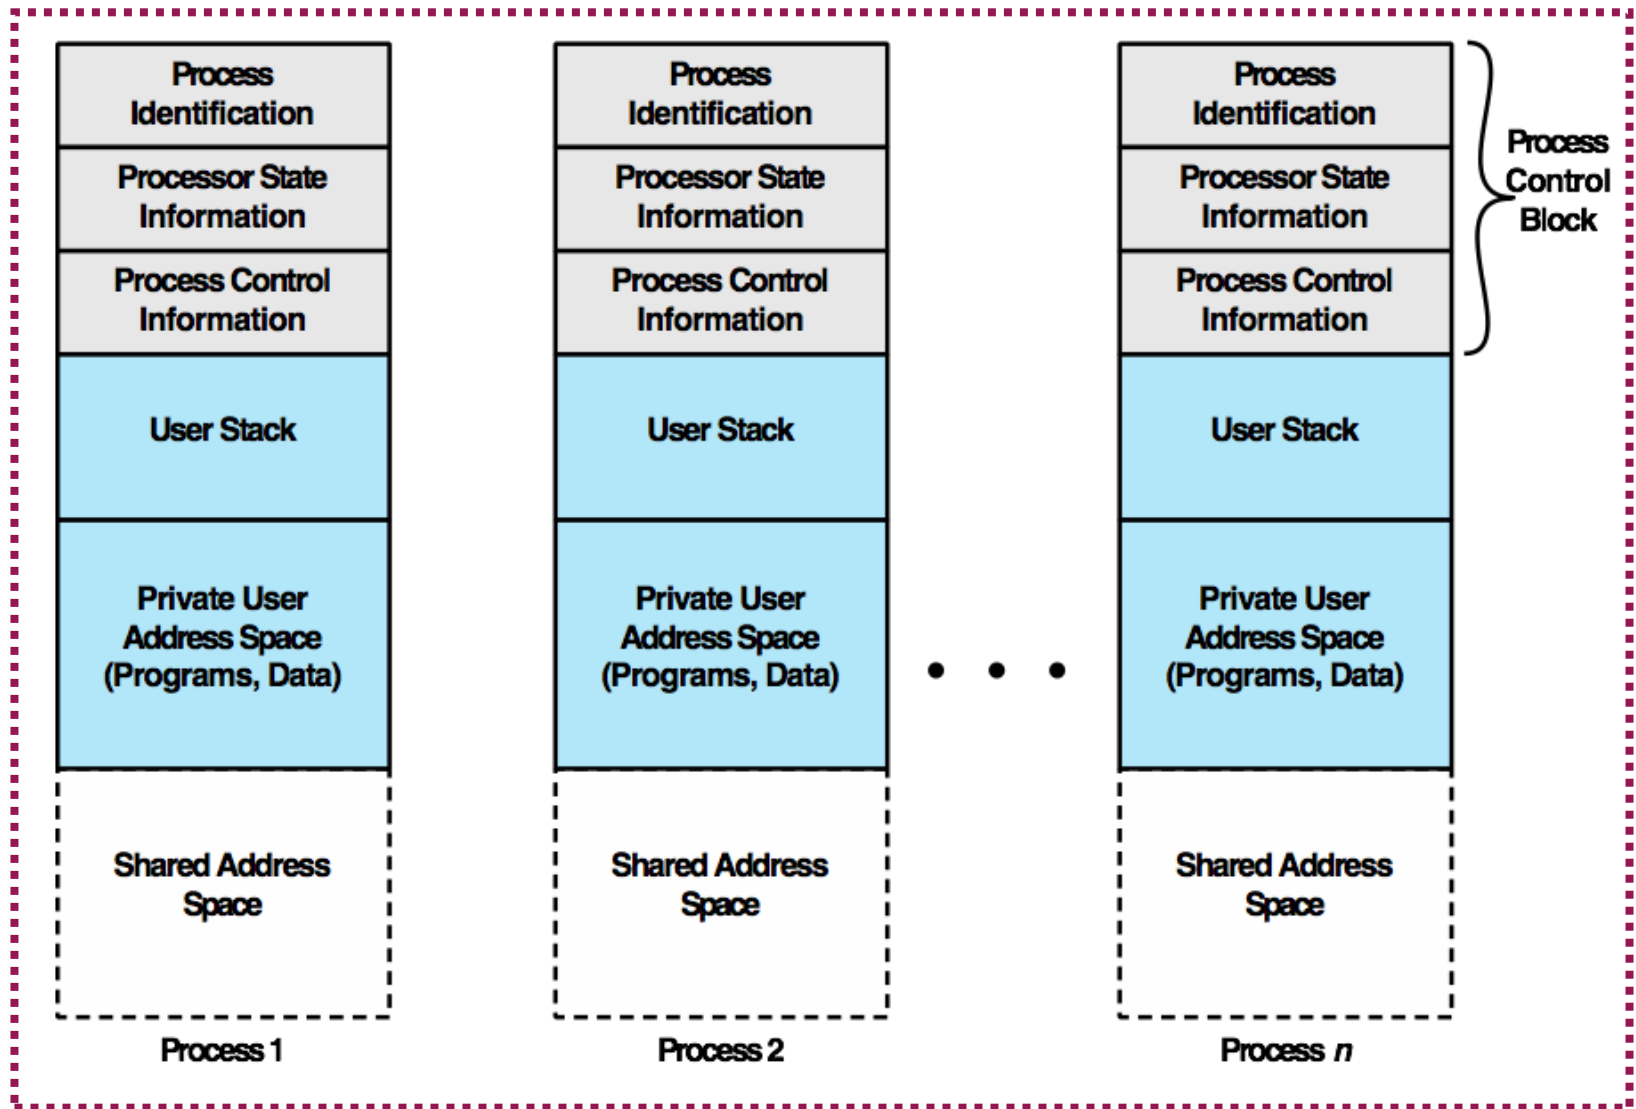 Process
Identification
Processor State
Information
Process Control
Information
User Stack
Private User
Address Space
(Programs, Data)
Shared Address
Space
Process 1
Process
Identification
Processor State
Information
Process Control
Information
User Stack
Private User
Address Space
(Programs, Data)
Shared Address
Space
Process 2
• • •
Process
Identification
Processor State
Information
Process Control
Information
User Stack
Private User
Address Space
(Programs, Data)
Shared Address
Space
Process n
Process
Control
Block